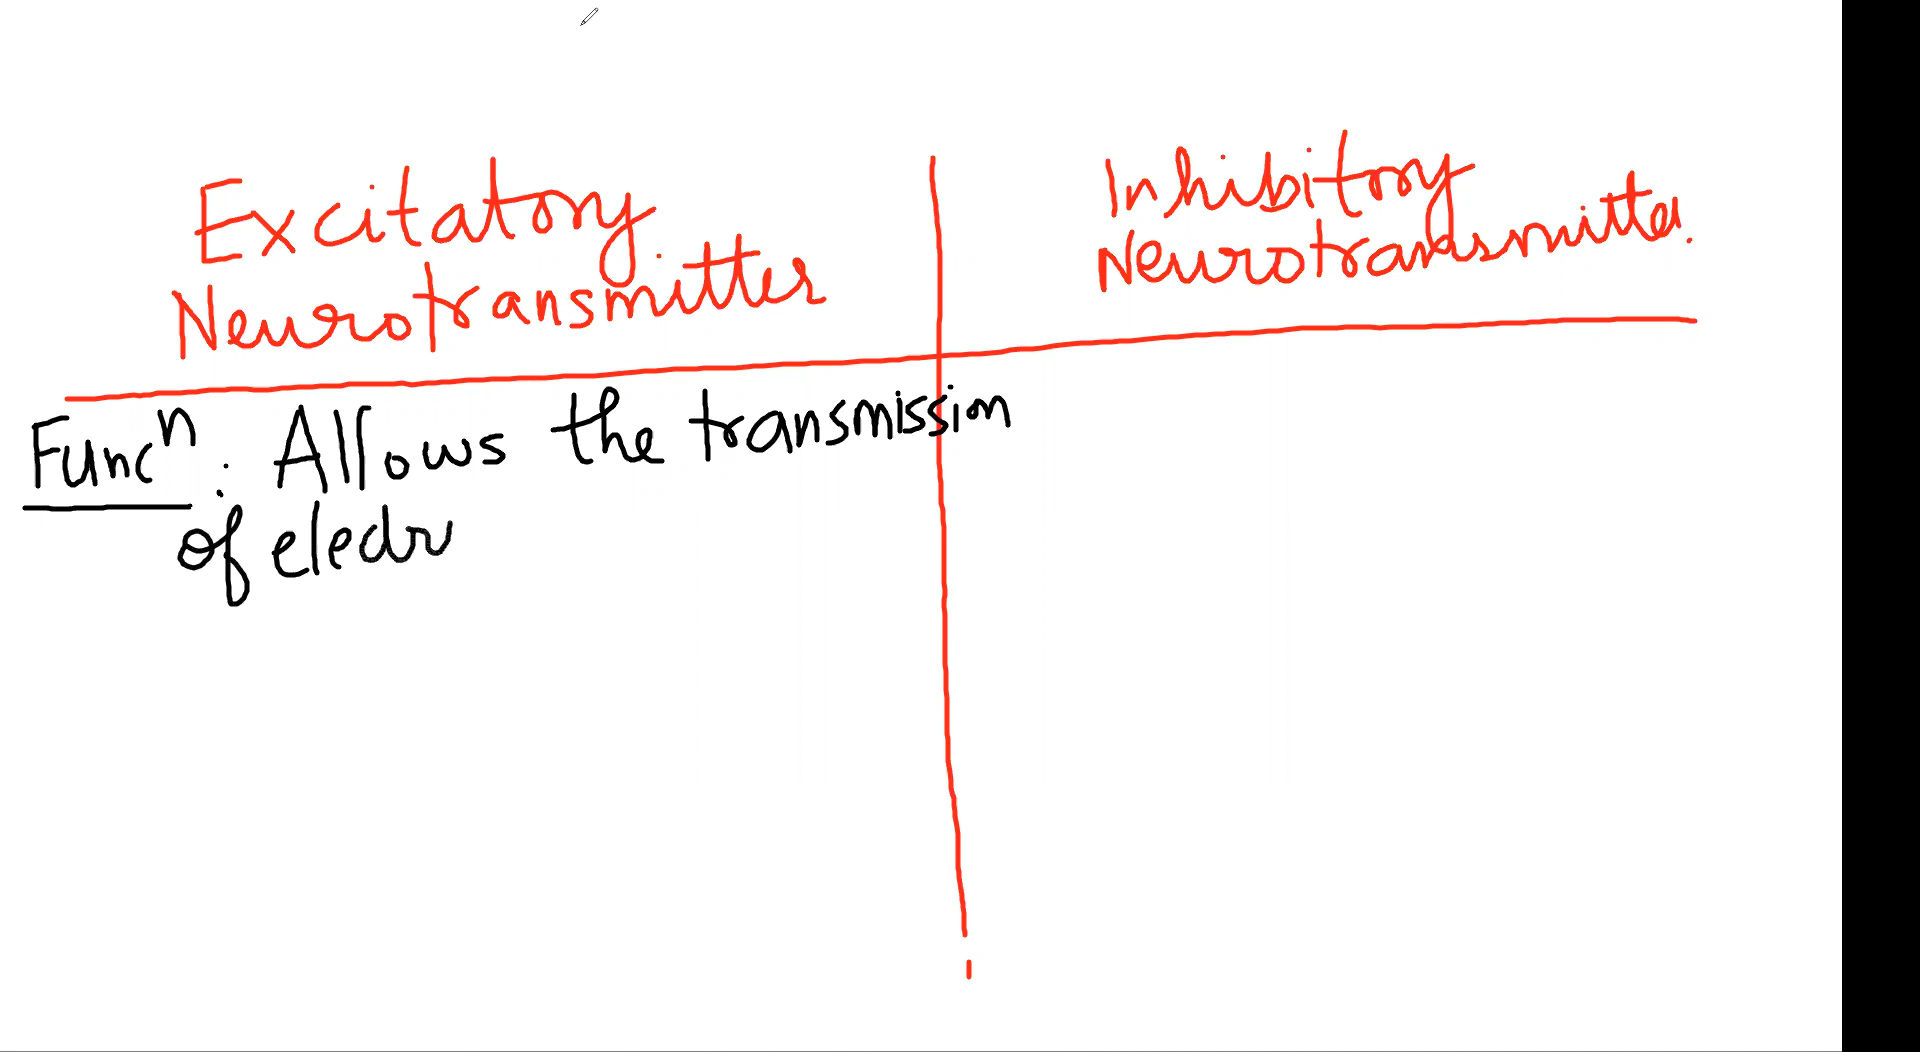 Excitatory
Neurotransmitter
Inhibitory
Neurotransmitter.
Funcⁿ: Allows the transmission
of electr